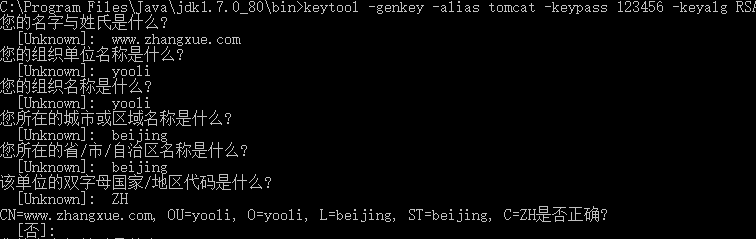 C:\Program Files\Java\jdk1.7.0_80\bin>keytool -genkey -alias tomcat -keypass 123456 -keyalg RSA
您的名字与姓氏是什么?
[Unknown]: www.zhangxue.com
您的组织单位名称是什么?
[Unknown]: yooli
您的组织名称是什么?
[Unknown]: yooli
您所在的城市或区域名称是什么?
[Unknown]: beijing
您所在的省/市/自治区名称是什么?
[Unknown]: beijing
该单位的双字母国家/地区代码是什么?
[Unknown]: ZH
CN=www.zhangxue.com, OU=yooli, O=yooli, L=beijing, ST=beijing, C=ZH是否正确?
[否]: